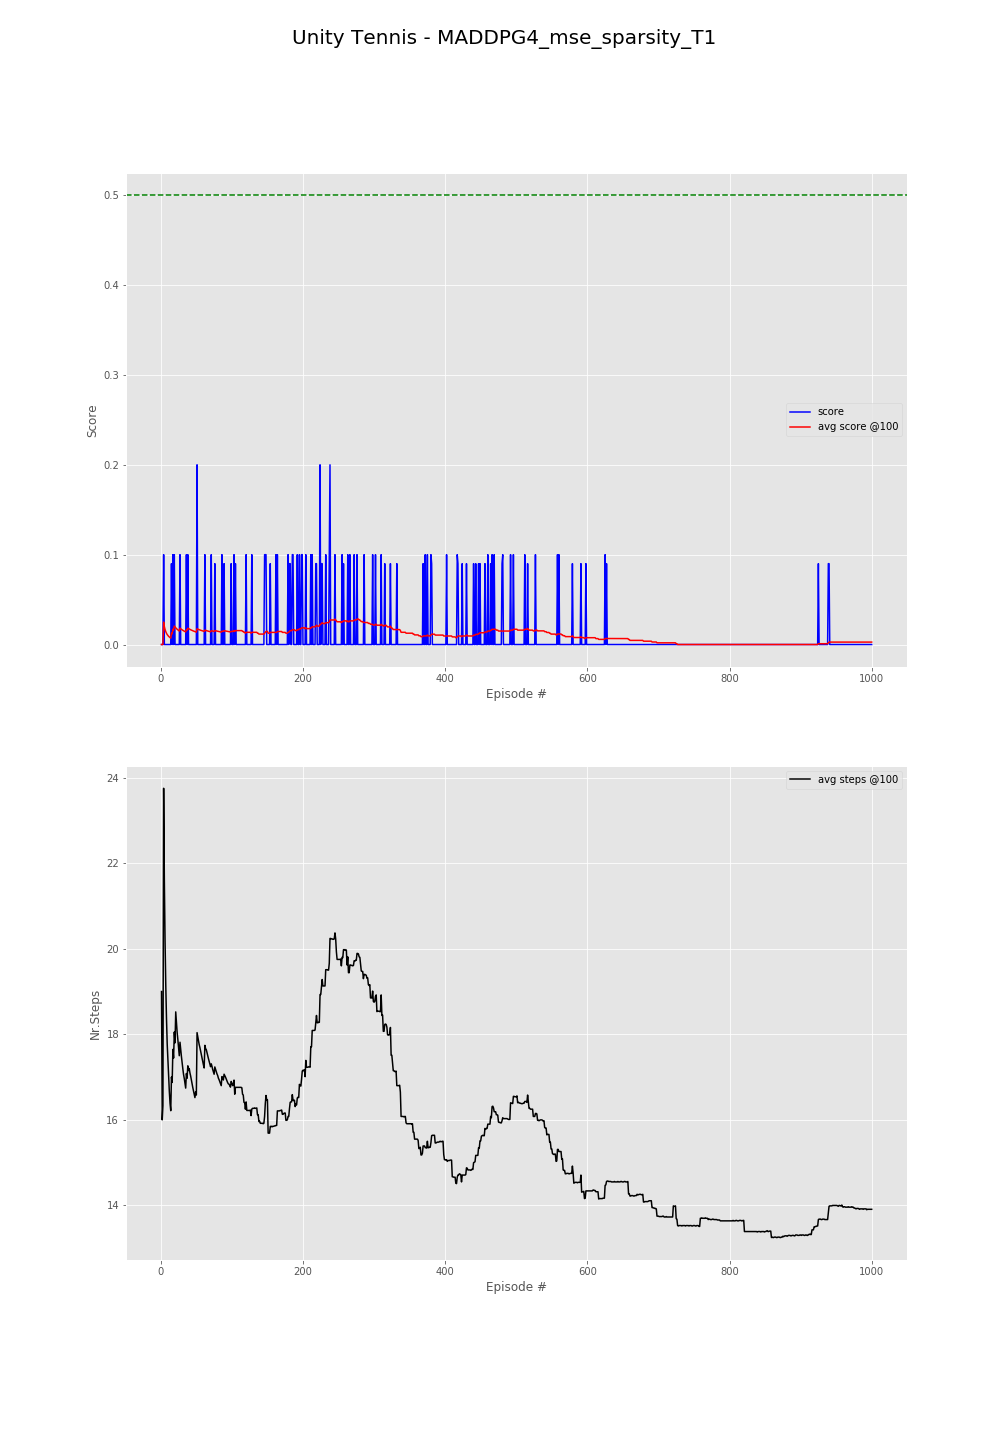 Unity Tennis - MADDPG4_mse_sparsity_T1
0.5
0.4
0.3
0.2
0.1
0.0
Score
score
avg score @100
0 200 400 600 800 1000
Episode #
24
22
20
18
16
14
Nr.Steps
avg steps @100
0 200 400 600 800 1000
Episode #